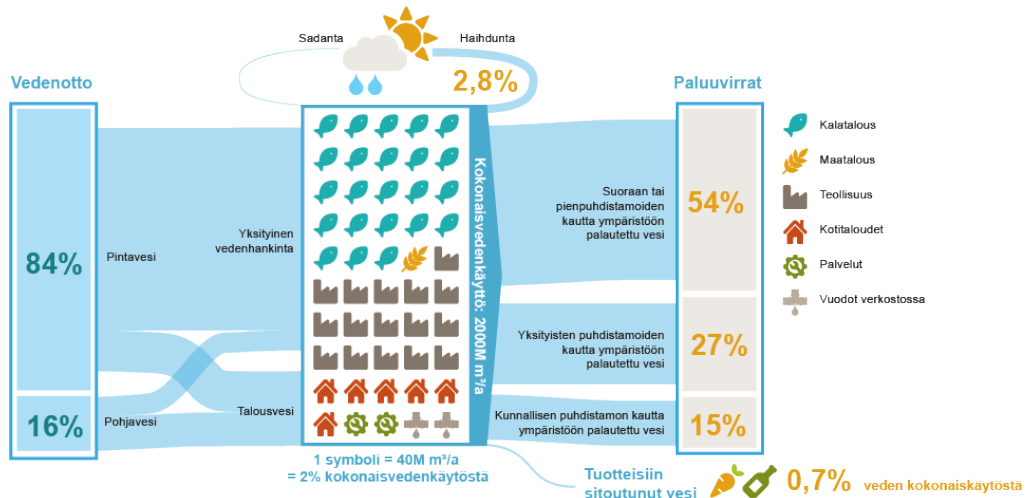 Sadanta
Haihdunta
2,8%
Vedenotto
84%
16%
Pintavesi
Pohjavesi
Yksityinen
vedenhankinta
Talousvesi
Kokonaisvedenkäyttö: 2000M m³/a
1 symboli = 40M m³/a
= 2% kokonaisvedenkäytöstä
Suoraan tai
pienpuhdistamoiden
kautta ympäristöön
palautettu vesi
Yksityisten puhdistamoiden
kautta ympäristöön
palautettu vesi
Kunnallisen puhdistamon kautta
ympäristöön palautettu vesi
Paluuvirrat
54%
27%
15%
Tuotteisiin
sitoutunut vesi
0,7% veden kokonaiskäytöstä
Kalatalous
Maatalous
Teollisuus
Kotitaloudet
Palvelut
Vuodot verkostossa